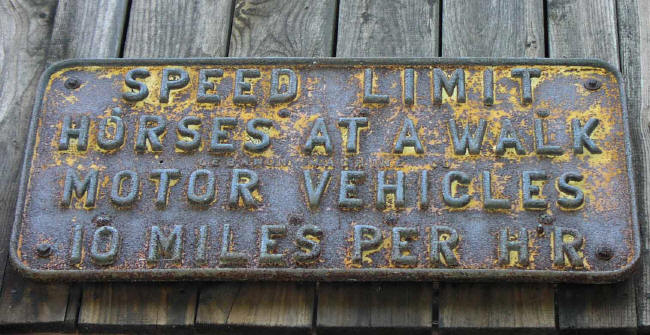 SPEED LIMIT
HORSES AT A WALK
MOTOR VEHICLES
10 MILES PER HR